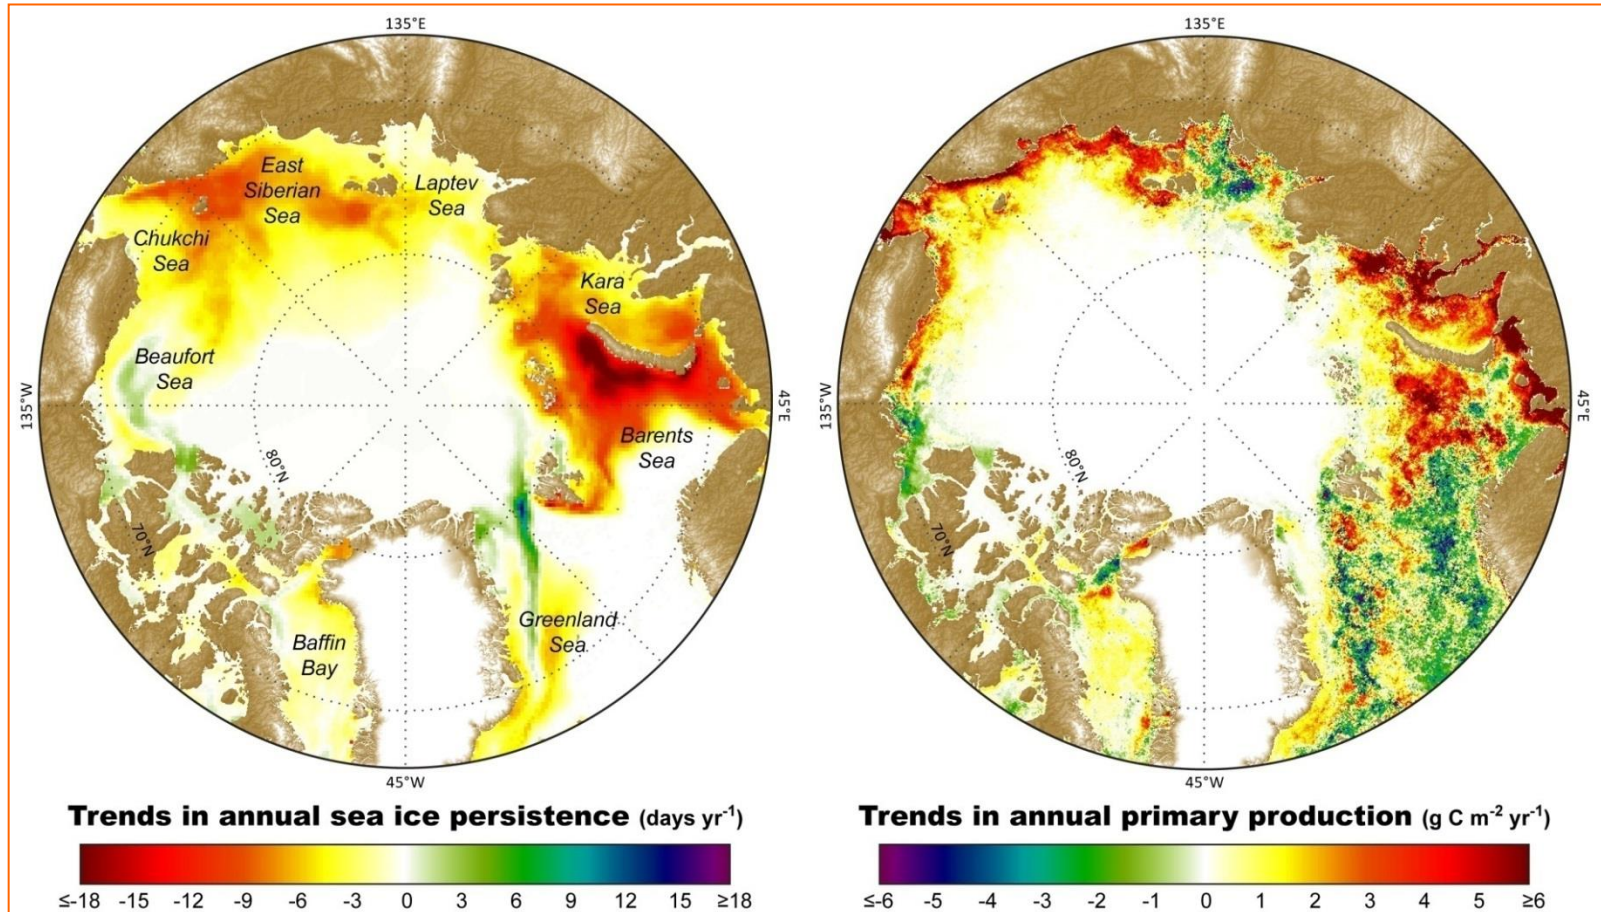 135°E
135°E
East
Siberian
Sea
Laptev
Sea
Chukchi
Sea
Kara
Sea
Beaufort
Sea
135°W
45°E
135°W
45°E
Barents
Sea
80°N
80°N
70°N
70°N
Greenland
Sea
Baffin
Bay
45°W
45°W
Trends in annual sea ice persistence (days yr⁻¹)
≤-18 -15 -12 -9 -6 -3 0 3 6 9 12 15 ≥18
Trends in annual primary production (g C m⁻² yr⁻¹)
≤-6 -5 -4 -3 -2 -1 0 1 2 3 4 5 ≥6